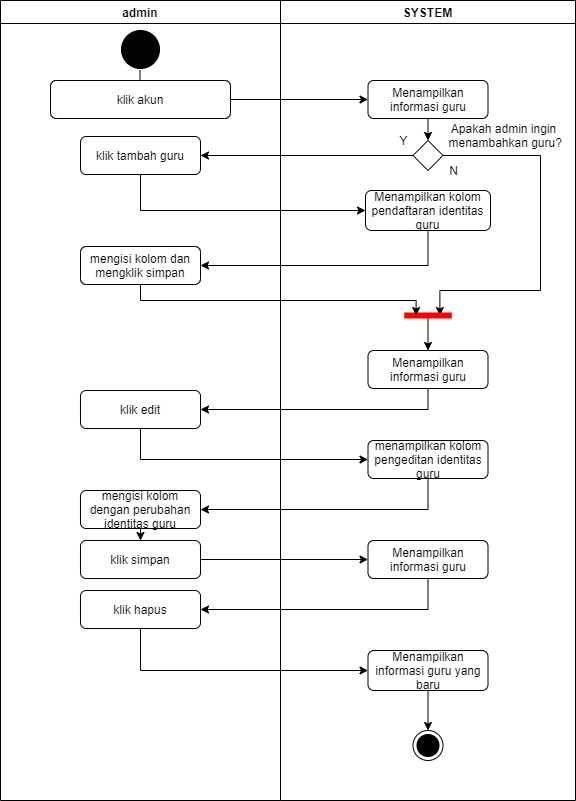 admin
SYSTEM
klik akun
Menampilkan
informasi guru
Apakah admin ingin
menambahkan guru?
Y
N
klik tambah guru
Menampilkan kolom
pendaftaran identitas
guru
mengisi kolom dan
mengklik simpan
Menampilkan
informasi guru
klik edit
menampilkan kolom
pengeditan identitas
guru
mengisi kolom
dengan perubahan
identitas guru
klik simpan
Menampilkan
informasi guru
klik hapus
Menampilkan
informasi guru yang
baru